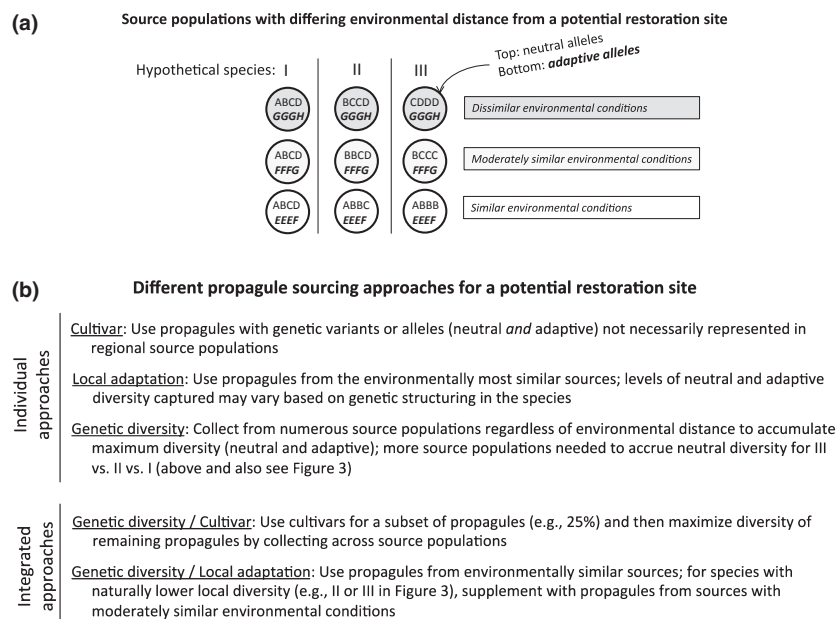 (a)
Source populations with differing environmental distance from a potential restoration site
Top: neutral alleles
Bottom: adaptive alleles
Hypothetical species: I II III
ABCD BCCD CDDD
GGGH GGGH GGGH
Dissimilar environmental conditions
ABCD BBCD BCCC
FFFG FFFG FFFG
Moderately similar environmental conditions
ABCD ABBC ABBB
EEEF EEEF EEEF
Similar environmental conditions
(b)
Different propagule sourcing approaches for a potential restoration site
Individual
approaches
Cultivar: Use propagules with genetic variants or alleles (neutral and adaptive) not necessarily represented in
regional source populations
Local adaptation: Use propagules from the environmentally most similar sources; levels of neutral and adaptive
diversity captured may vary based on genetic structuring in the species
Genetic diversity: Collect from numerous source populations regardless of environmental distance to accumulate
maximum diversity (neutral and adaptive); more source populations needed to accrue neutral diversity for III
vs. II vs. I (above and also see Figure 3)
Integrated
approaches
Genetic diversity / Cultivar: Use cultivars for a subset of propagules (e.g., 25%) and then maximize diversity of
remaining propagules by collecting across source populations
Genetic diversity / Local adaptation: Use propagules from environmentally similar sources; for species with
naturally lower local diversity (e.g., II or III in Figure 3), supplement with propagules from sources with
moderately similar environmental conditions